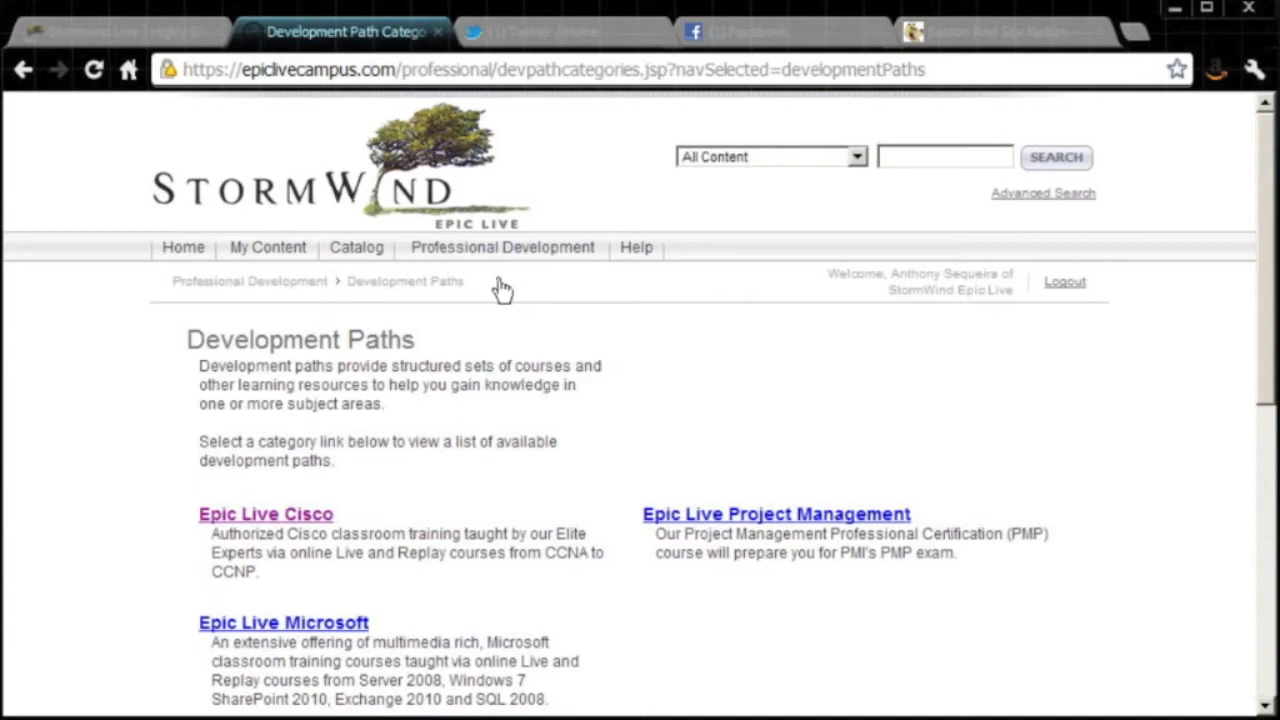 Development Path Catego
Twitter / Home
Facebook
https://epiclivecampus.com/professional/devpathcategories.jsp?navSelected=developmentPaths
STORMWIND
EPIC LIVE
All Content
SEARCH
Advanced Search
Home
My Content
Catalog
Professional Development
Help
Professional Development > Development Paths
Welcome, Anthony Sequeira of
StormWind Epic Live
Logout
Development Paths
Development paths provide structured sets of courses and
other learning resources to help you gain knowledge in
one or more subject areas.
Select a category link below to view a list of available
development paths.
Epic Live Cisco
Authorized Cisco classroom training taught by our Elite
Experts via online Live and Replay courses from CCNA to
CCNP.
Epic Live Project Management
Our Project Management Professional Certification (PMP)
course will prepare you for PMI's PMP exam.
Epic Live Microsoft
An extensive offering of multimedia rich, Microsoft
classroom training courses taught via online Live and
Replay courses from Server 2008, Windows 7
SharePoint 2010, Exchange 2010 and SQL 2008.